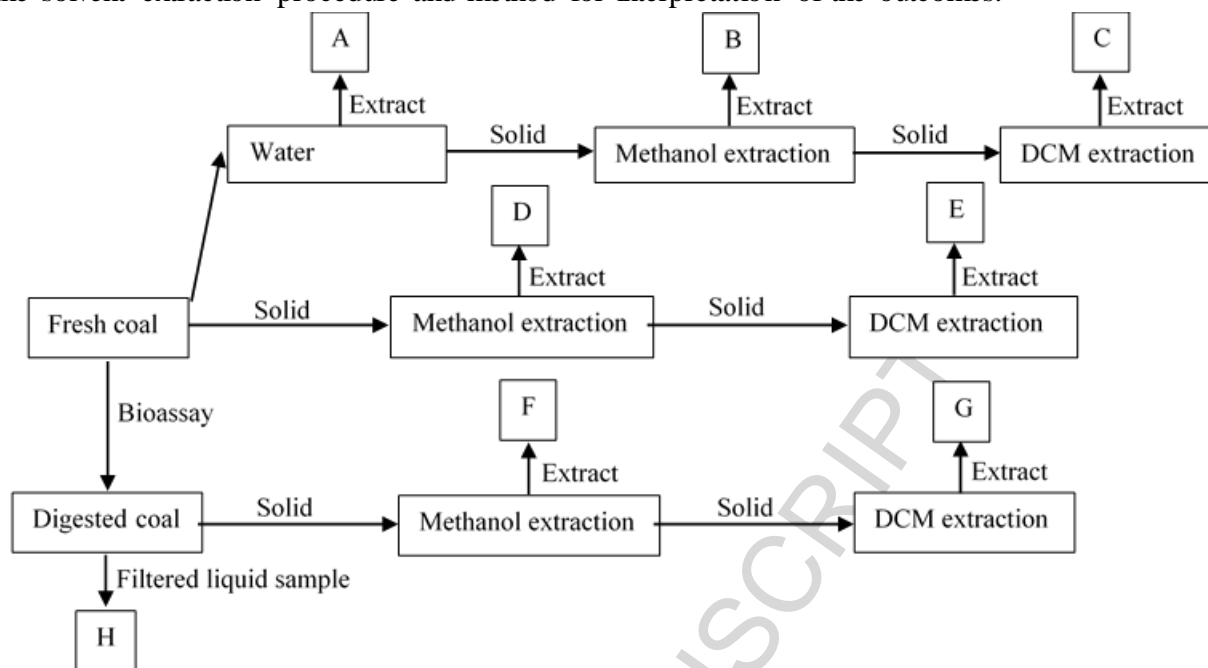 the solvent extraction procedure and method for interpretation of the outcomes.
A
B
C
Extract
Extract
Extract
Water
Solid
Methanol extraction
Solid
DCM extraction
D
E
Extract
Extract
Fresh coal
Solid
Methanol extraction
Solid
DCM extraction
Bioassay
F
G
Extract
Extract
Digested coal
Solid
Methanol extraction
Solid
DCM extraction
Filtered liquid sample
H
USCRIPT